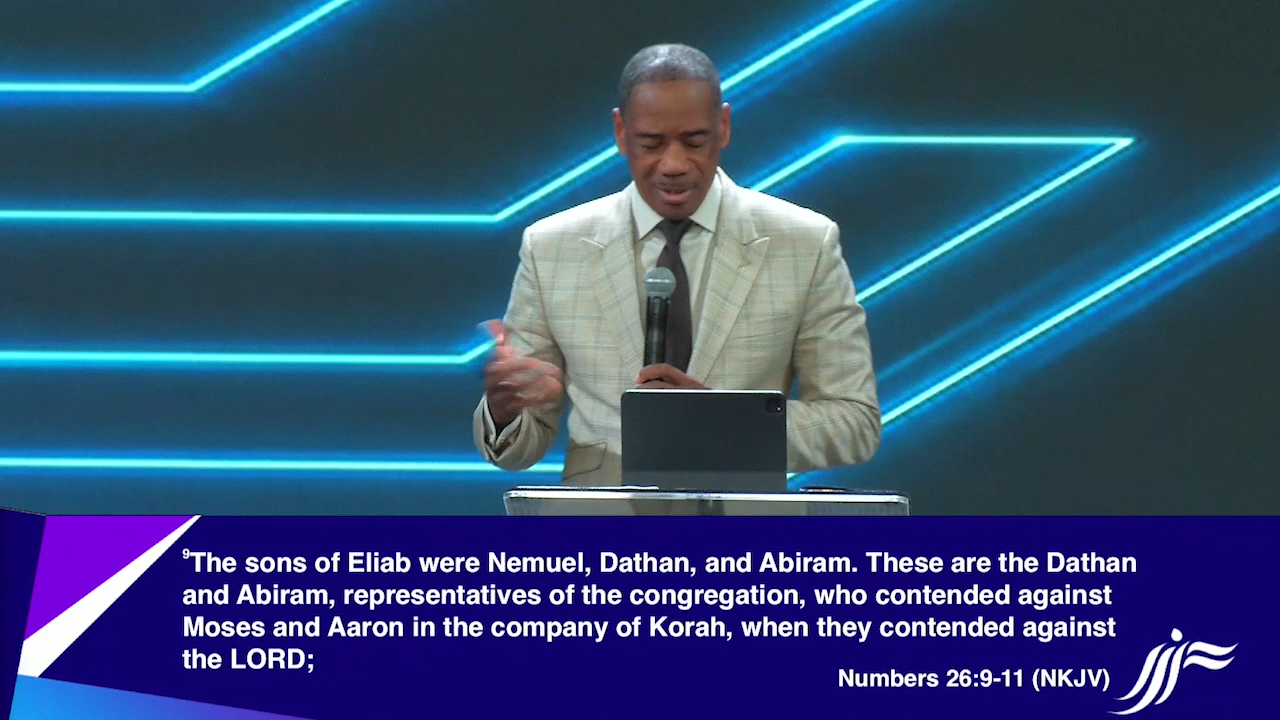 ⁹The sons of Eliab were Nemuel, Dathan, and Abiram. These are the Dathan
and Abiram, representatives of the congregation, who contended against
Moses and Aaron in the company of Korah, when they contended against
the LORD;
Numbers 26:9-11 (NKJV)